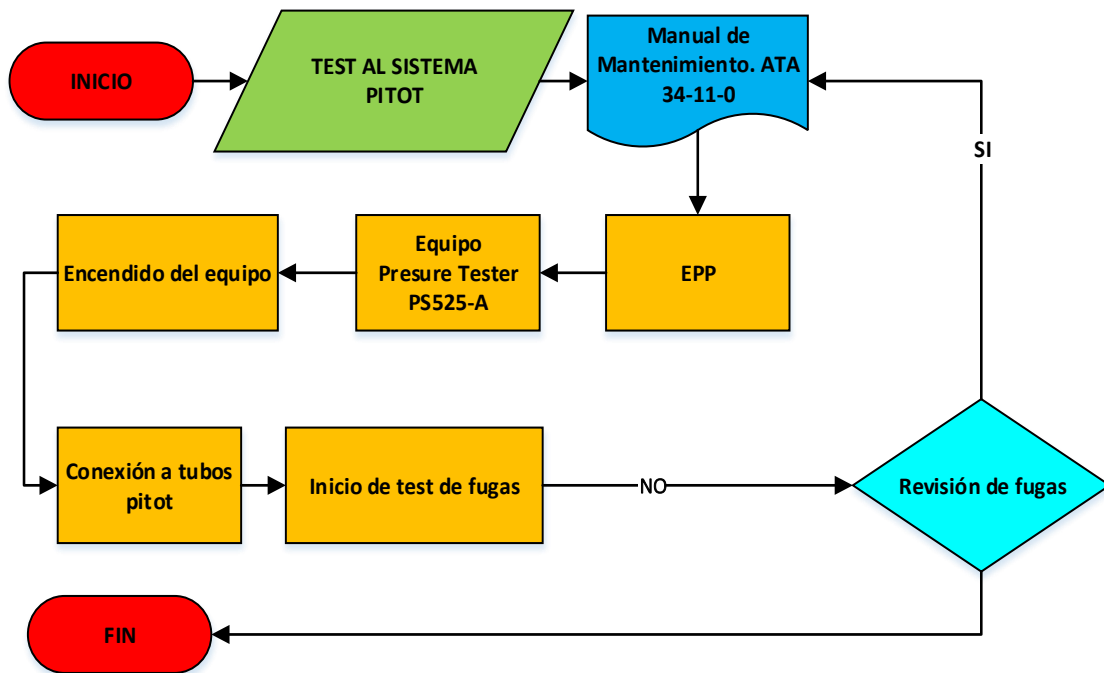 INICIO
TEST AL SISTEMA
PITOT
Manual de
Mantenimiento. ATA
34-11-0
SI
Encendido del equipo
Equipo
Presure Tester
PS525-A
EPP
Conexión a tubos
pitot
Inicio de test de fugas
NO
Revisión de fugas
FIN